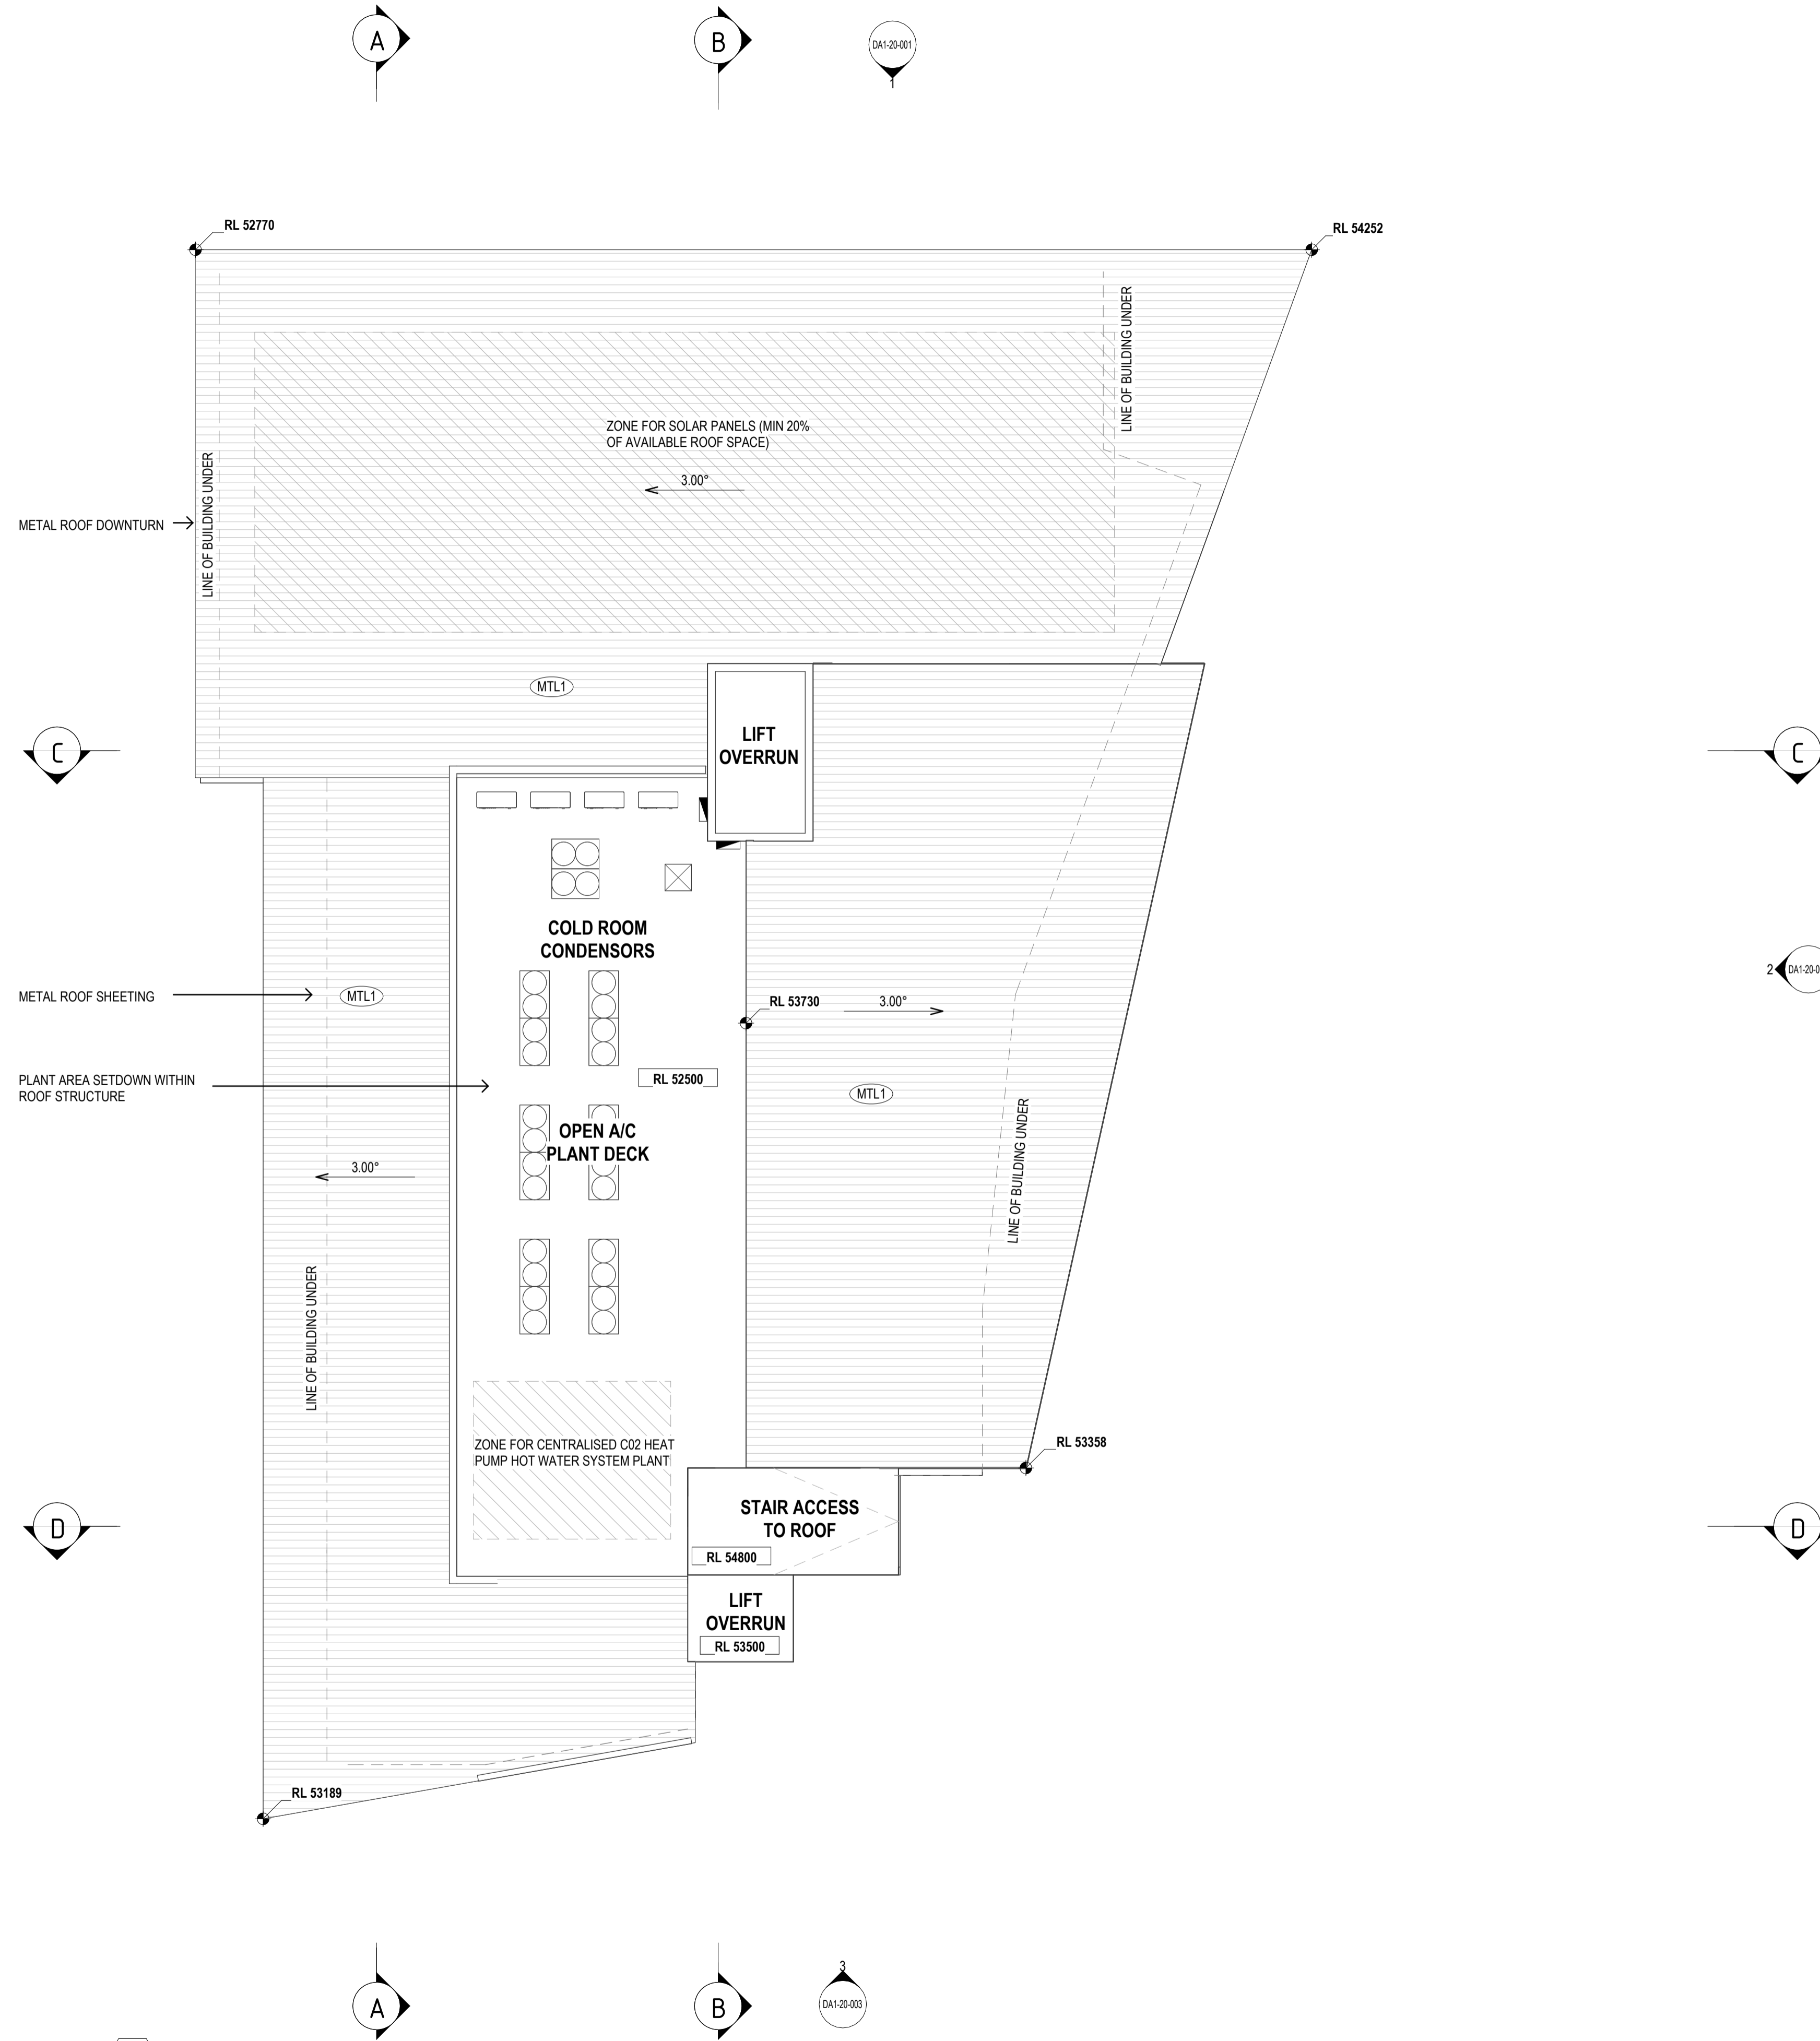 A
B
DA1-20-001
1
RL 52770
RL 54252
LINE OF BUILDING UNDER
ZONE FOR SOLAR PANELS (MIN 20%
OF AVAILABLE ROOF SPACE)
3.00°
LINE OF BUILDING UNDER
METAL ROOF DOWNTURN
MTL1
LIFT
OVERRUN
C
C
COLD ROOM
CONDENSORS
2
METAL ROOF SHEETING
MTL1
RL 53730
3.00°
PLANT AREA SETDOWN WITHIN
ROOF STRUCTURE
RL 52500
MTL1
OPEN A/C
PLANT DECK
3.00°
LINE OF BUILDING UNDER
LINE OF BUILDING UNDER
ZONE FOR CENTRALISED C02 HEAT
PUMP HOT WATER SYSTEM PLANT
RL 53358
STAIR ACCESS
TO ROOF
D
D
RL 54800
LIFT
OVERRUN
RL 53500
RL 53189
3
A
B
DA1-20-003